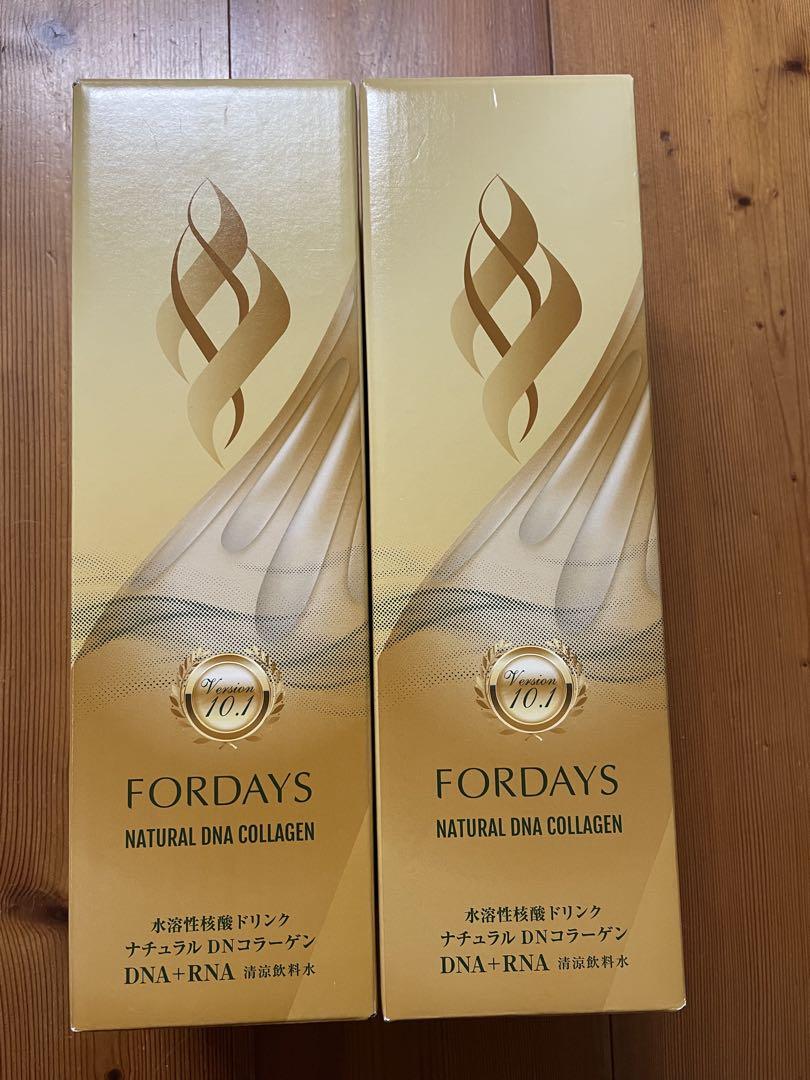 Version
10.1
FORDAYS
NATURAL DNA COLLAGEN
水溶性核酸ドリンク
ナチュラル DNコラーゲン
DNA+RNA 清涼飲料水
Version
10.1
FORDAYS
NATURAL DNA COLLAGEN
水溶性核酸ドリンク
ナチュラル DNコラーゲン
DNA+RNA 清涼飲料水